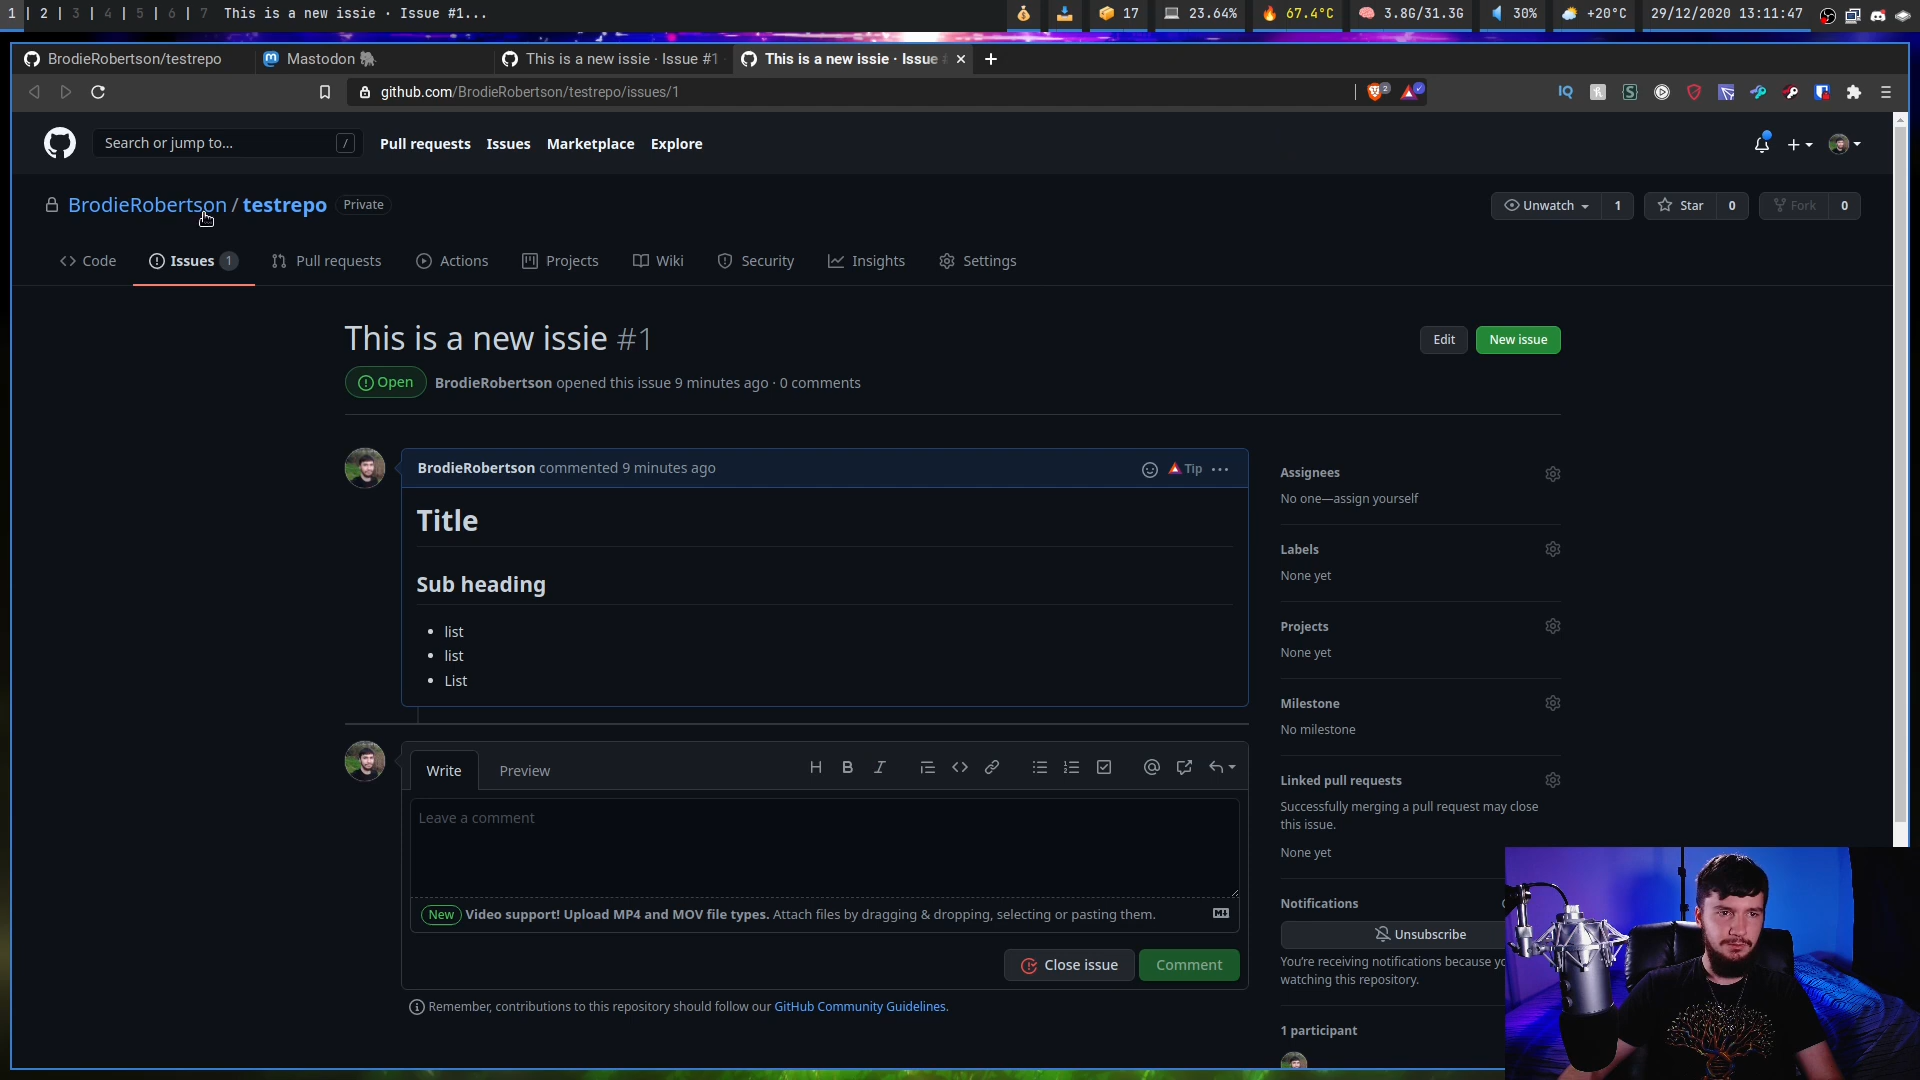 1 | 2 | 3 | 4 | 5 | 6 | 7 This is a new issie · Issue #1... 17 23.64% 67.4°C 3.8G/31.3G 30% +20°C 29/12/2020 13:11:47
BrodieRobertson/testrepo Mastodon This is a new issie · Issue #1 This is a new issie · Issue
github.com/BrodieRobertson/testrepo/issues/1 2 IQ
Search or jump to... / Pull requests Issues Marketplace Explore
BrodieRobertson / testrepo Private Unwatch 1 Star 0 Fork 0
Code Issues 1 Pull requests Actions Projects Wiki Security Insights Settings
This is a new issie #1 Edit New issue
Open BrodieRobertson opened this issue 9 minutes ago · 0 comments
BrodieRobertson commented 9 minutes ago Tip ...
Title
Sub heading
• list
• list
• List
Assignees
No one—assign yourself
Labels
None yet
Projects
None yet
Milestone
No milestone
Linked pull requests
Successfully merging a pull request may close
this issue.
None yet
Notifications
Unsubscribe
You're receiving notifications because
watching this repository.
1 participant
Write Preview H B I
Leave a comment
New Video support! Upload MP4 and MOV file types. Attach files by dragging & dropping, selecting or pasting them.
Close issue Comment
Remember, contributions to this repository should follow our GitHub Community Guidelines.